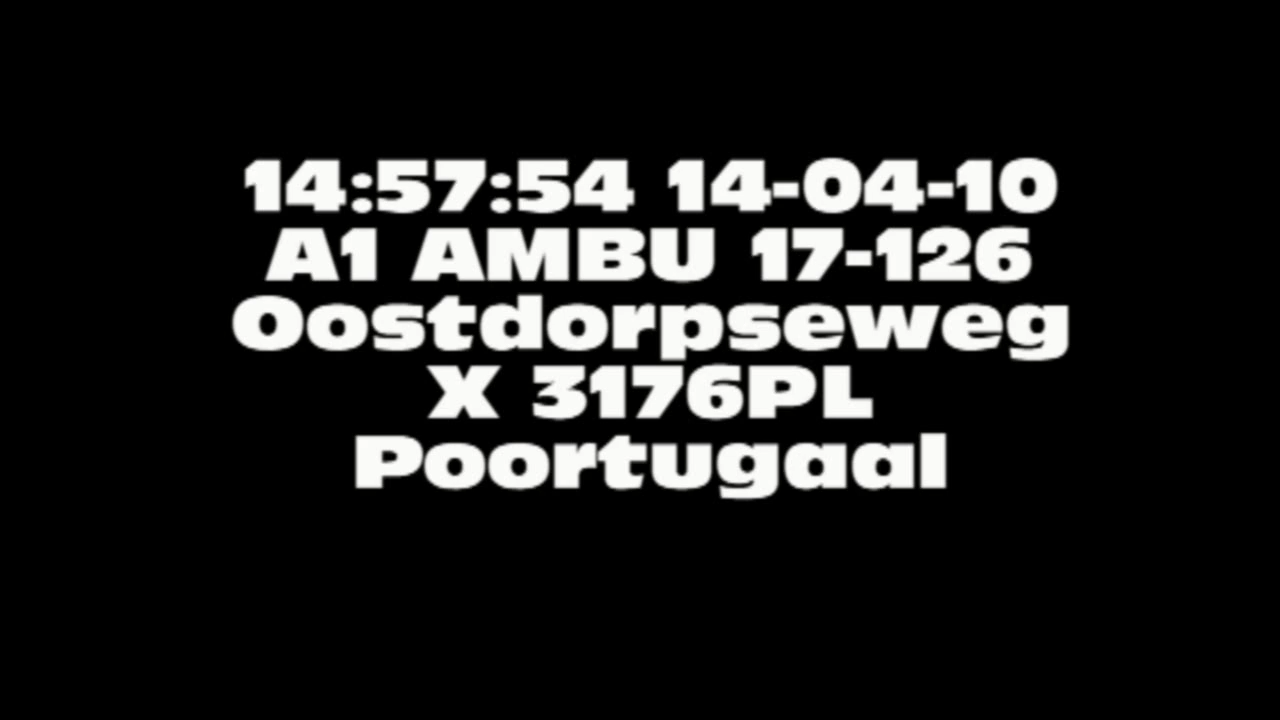 14:57:54 14-04-10
A1 AMBU 17-126
Oostdorpseweg
X 3176PL
Poortugaal